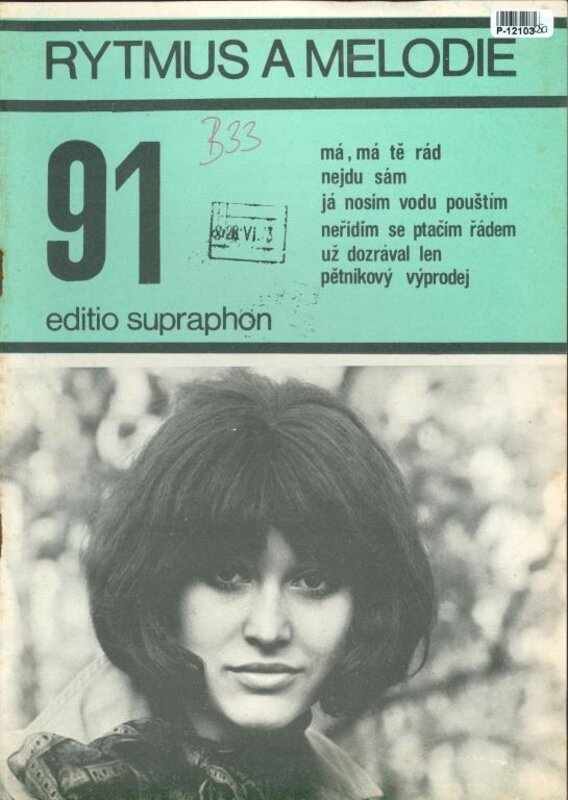 P-12103
RYTMUS A MELODIE
91
B33
má, má tě rád
nejdu sám
já nosím vodu pouštím
neřídím se ptačím řádem
už dozrával len
pětníkový výprodej
editio supraphon